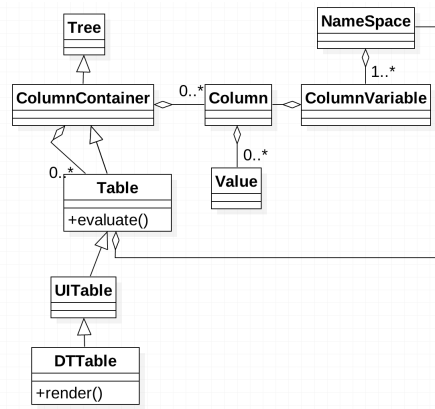 NameSpace
Tree
1..*
ColumnContainer
0..*
Column
ColumnVariable
0..*
0..*
Table
Value
+evaluate()
UITable
DTTable
+render()